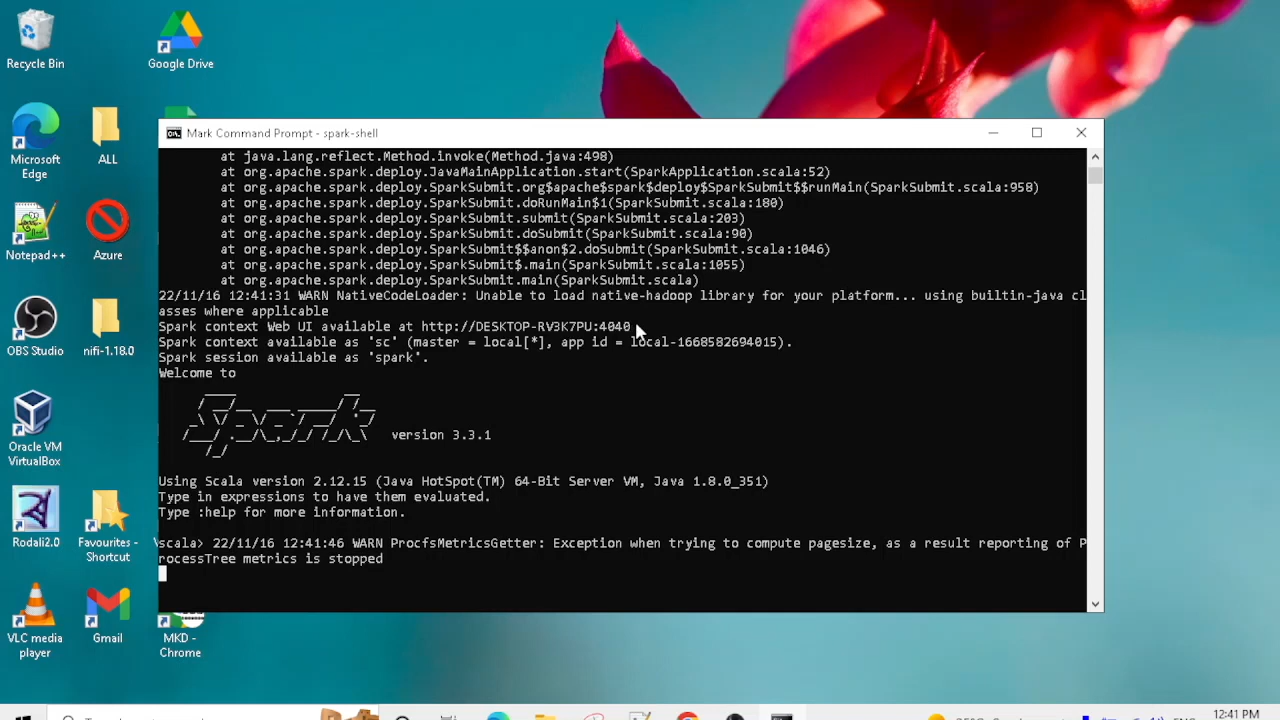 Recycle Bin
Google Drive
Microsoft Edge
ALL
Notepad++
Azure
OBS Studio
nifi-1.18.0
Oracle VM VirtualBox
Rodali2.0
Favourites - Shortcut
VLC media player
Gmail
MKD - Chrome
Mark Command Prompt - spark-shell
at java.lang.reflect.Method.invoke(Method.java:498)
at org.apache.spark.deploy.JavaMainApplication.start(SparkApplication.scala:52)
at org.apache.spark.deploy.SparkSubmit.org$apache$spark$deploy$SparkSubmit$$runMain(SparkSubmit.scala:958)
at org.apache.spark.deploy.SparkSubmit.doRunMain$1(SparkSubmit.scala:180)
at org.apache.spark.deploy.SparkSubmit.submit(SparkSubmit.scala:203)
at org.apache.spark.deploy.SparkSubmit.doSubmit(SparkSubmit.scala:90)
at org.apache.spark.deploy.SparkSubmit$$anon$2.doSubmit(SparkSubmit.scala:1046)
at org.apache.spark.deploy.SparkSubmit$.main(SparkSubmit.scala:1055)
at org.apache.spark.deploy.SparkSubmit.main(SparkSubmit.scala)
22/11/16 12:41:31 WARN NativeCodeLoader: Unable to load native-hadoop library for your platform... using builtin-java cl
asses where applicable
Spark context Web UI available at http://DESKTOP-RV3K7PU:4040
Spark context available as 'sc' (master = local[*], app id = local-1668582694015).
Spark session available as 'spark'.
Welcome to
Spark
version 3.3.1
Using Scala version 2.12.15 (Java HotSpot(TM) 64-Bit Server VM, Java 1.8.0_351)
Type in expressions to have them evaluated.
Type :help for more information.
scala> 22/11/16 12:41:46 WARN ProcfsMetricsGetter: Exception when trying to compute pagesize, as a result reporting of P
rocessTree metrics is stopped
12:41 PM